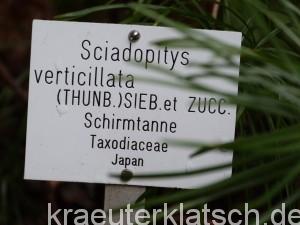 Sciadopitys
verticillata
(THUNB.)SIEB.et ZUCC.
Schirmtanne
Taxodiaceae
Japan
kraeuterklatsch.de